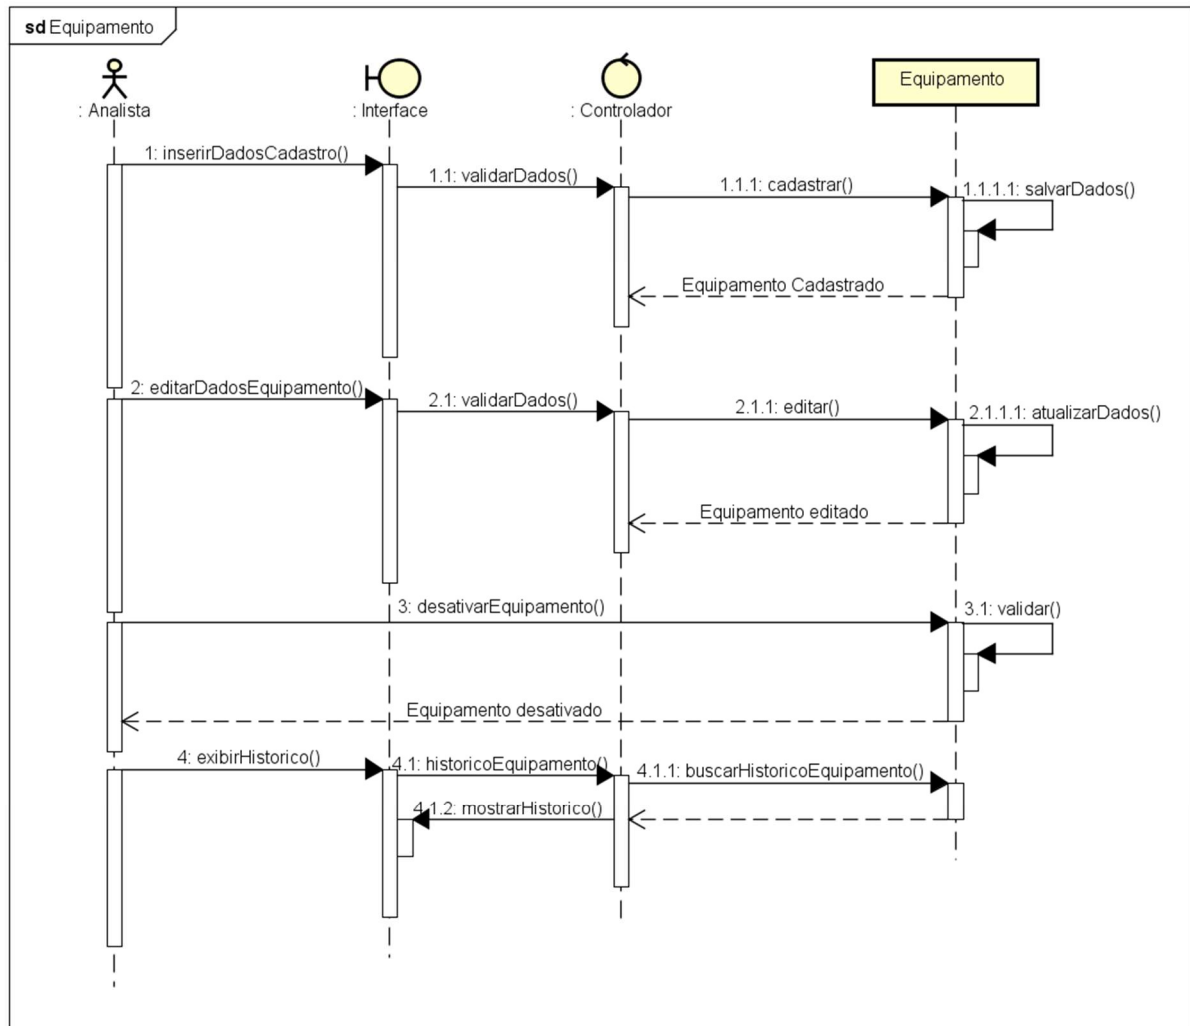 sd Equipamento
Equipamento
: Analista
: Interface
: Controlador
1: inserirDadosCadastro()
1.1: validarDados()
1.1.1: cadastrar()
1.1.1.1: salvarDados()
Equipamento Cadastrado
2: editarDadosEquipamento()
2.1: validarDados()
2.1.1: editar()
2.1.1.1: atualizarDados()
Equipamento editado
3: desativarEquipamento()
3.1: validar()
Equipamento desativado
4: exibirHistorico()
4.1: historicoEquipamento()
4.1.1: buscarHistoricoEquipamento()
4.1.2: mostrarHistorico()